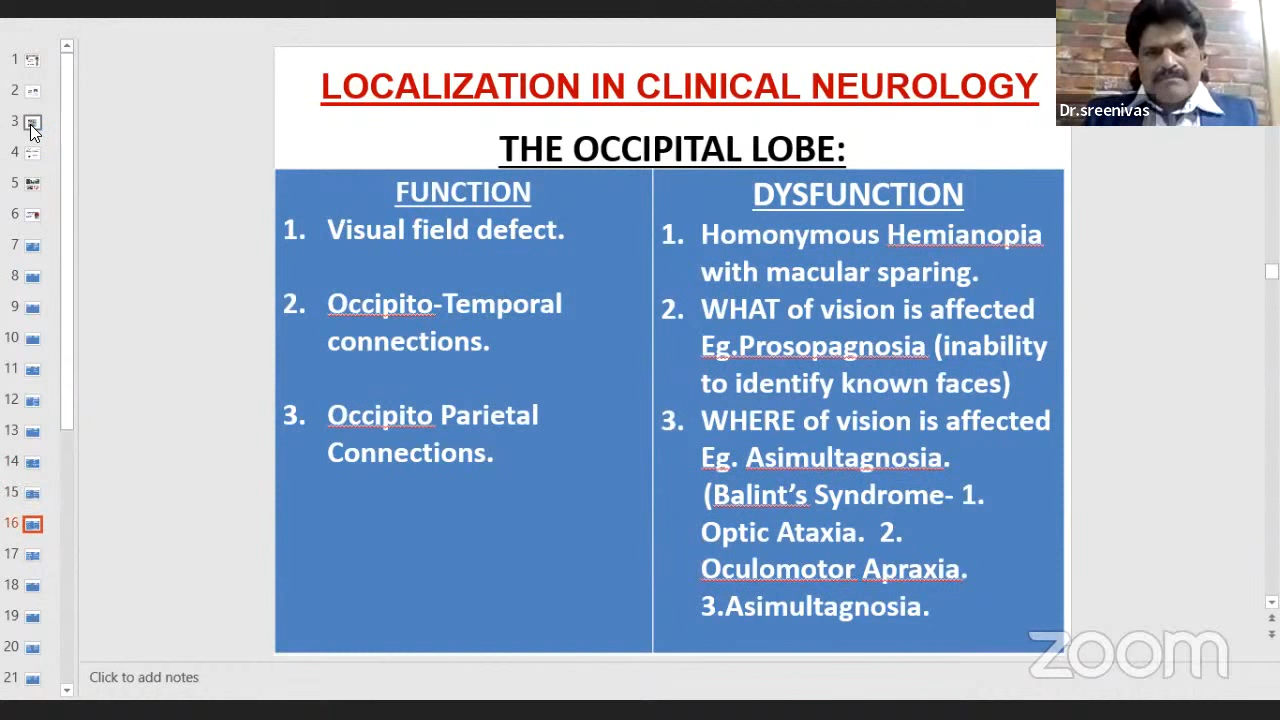 LOCALIZATION IN CLINICAL NEUROLOGY
THE OCCIPITAL LOBE:
FUNCTION
1. Visual field defect.
2. Occipito-Temporal
connections.
3. Occipito Parietal
Connections.
DYSFUNCTION
1. Homonymous Hemianopia
with macular sparing.
2. WHAT of vision is affected
Eg.Prosopagnosia (inability
to identify known faces)
3. WHERE of vision is affected
Eg. Asimultagnosia.
(Balint's Syndrome- 1.
Optic Ataxia. 2.
Oculomotor Apraxia.
3.Asimultagnosia.
Dr.sreenivas
1
2
3
4
5
6
7
8
9
10
11
12
13
14
15
16
17
18
19
20
21
Click to add notes
zoom